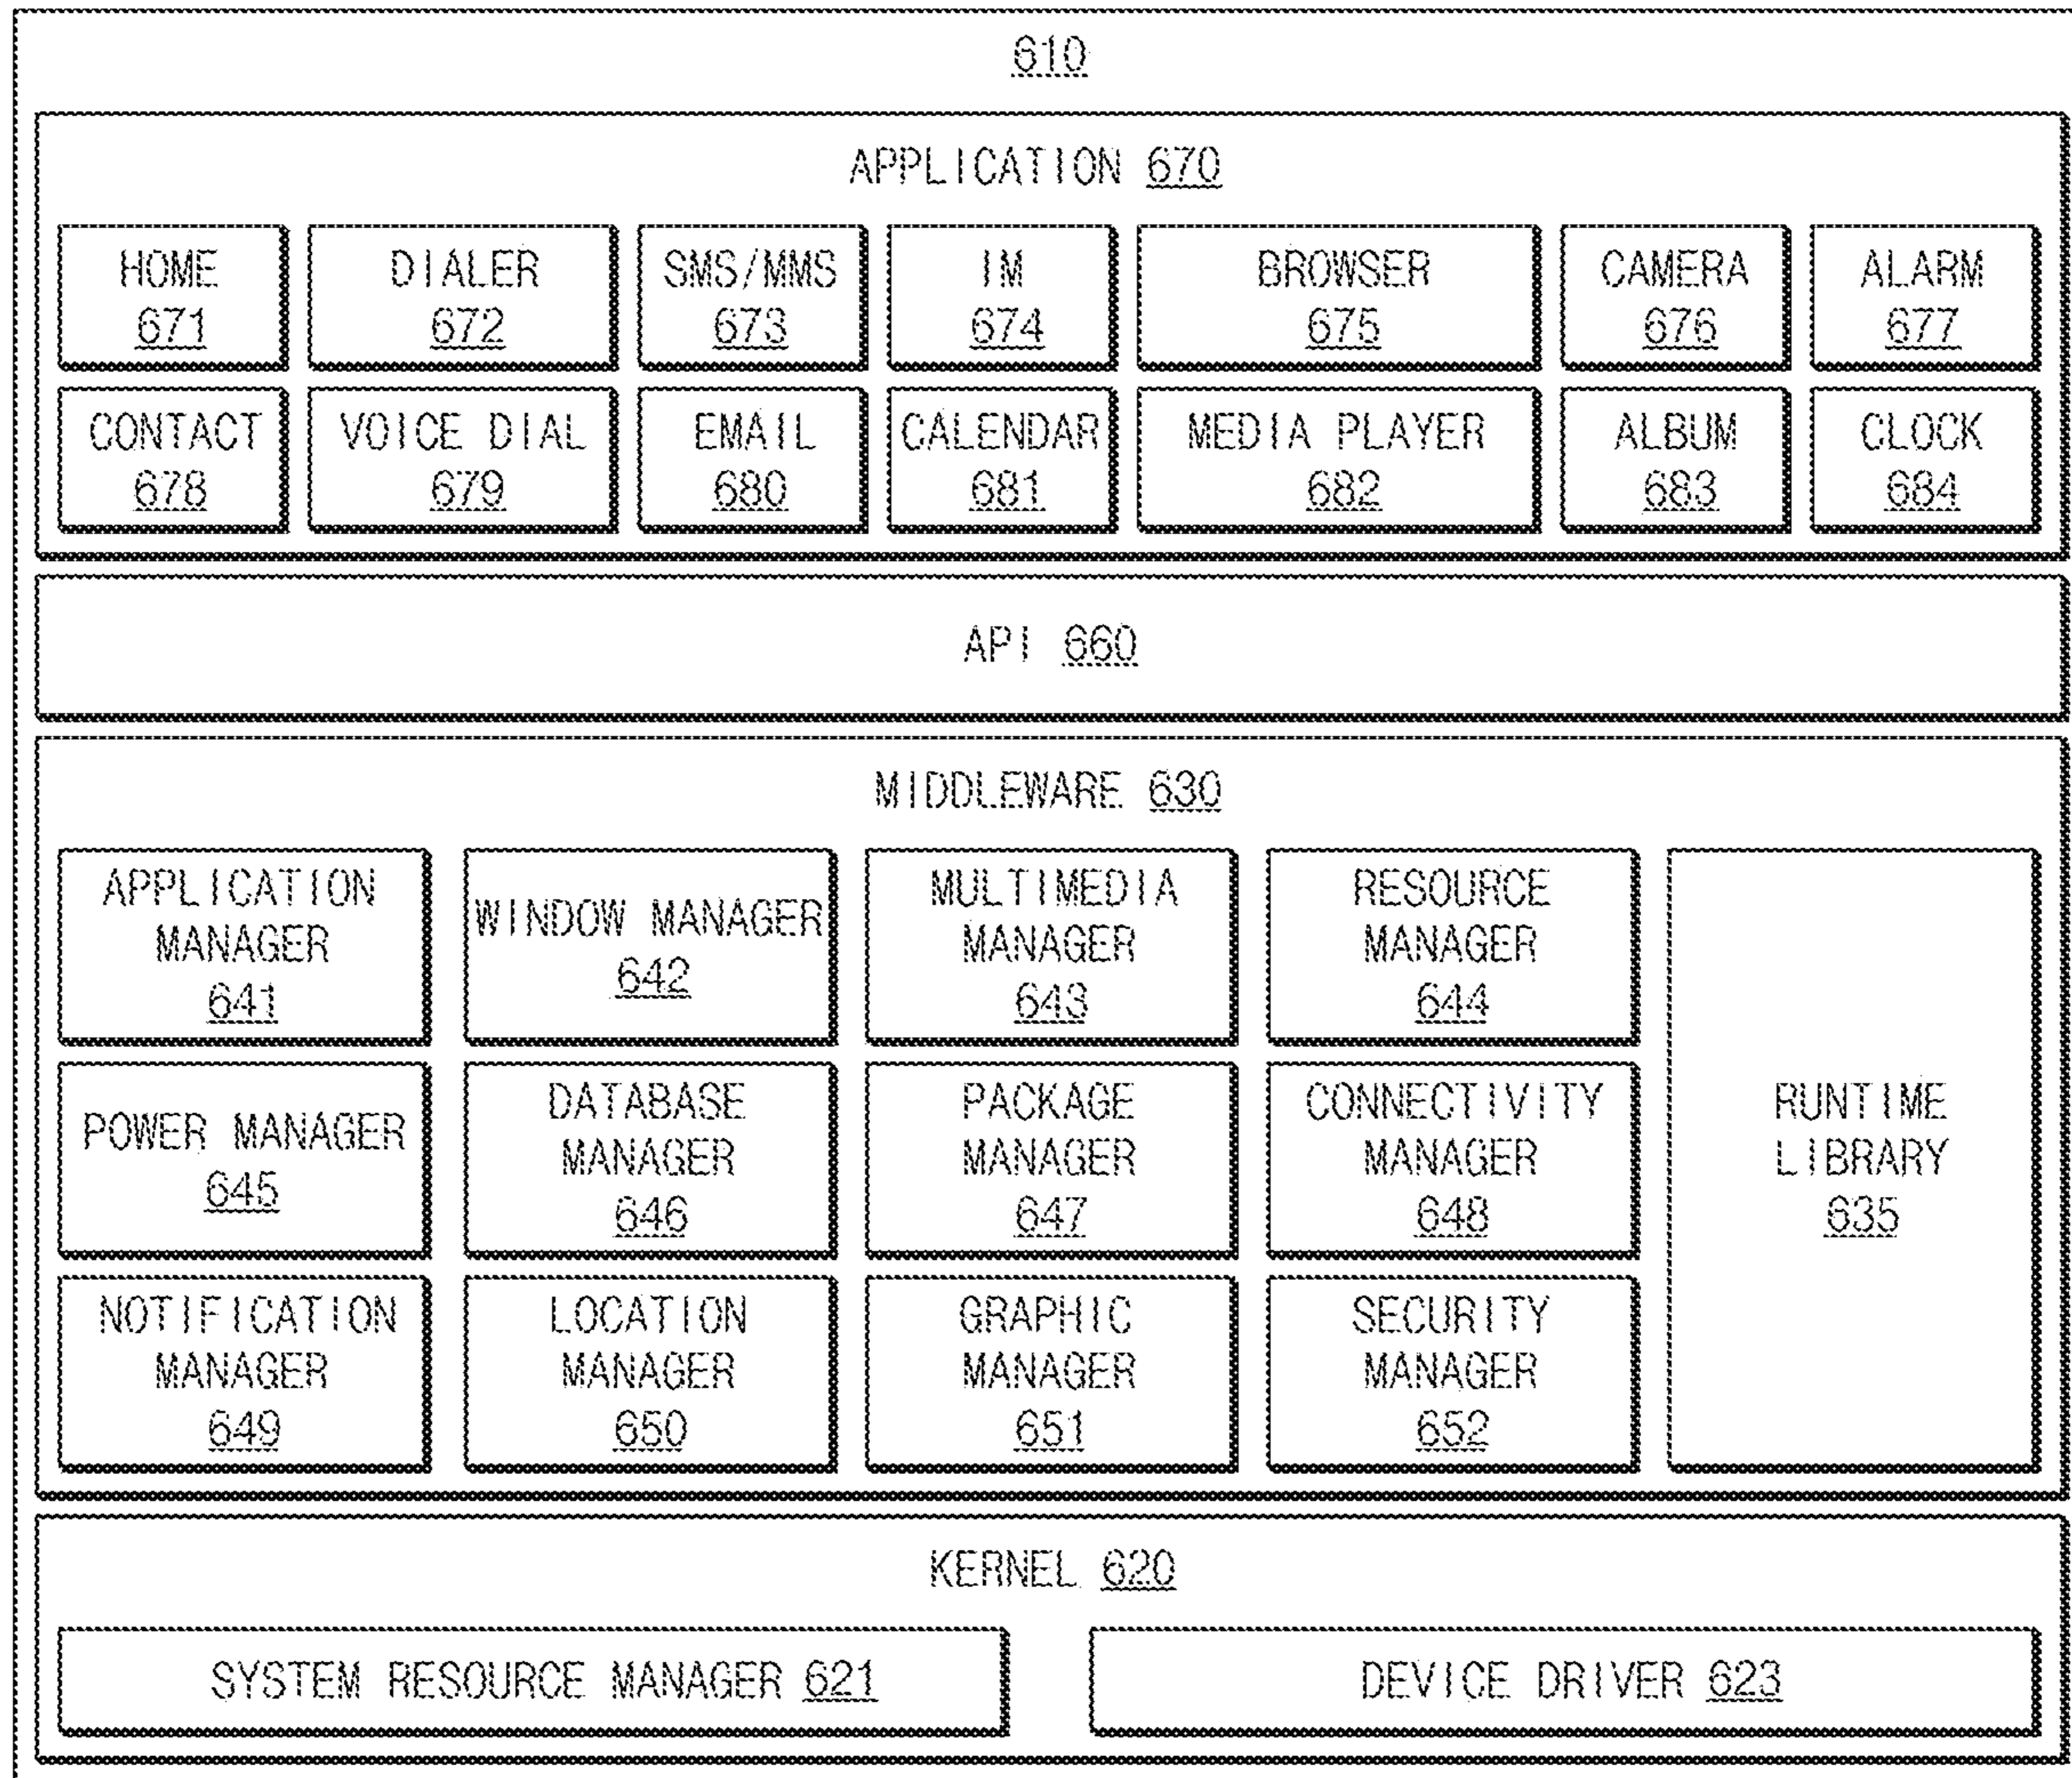 610
APPLICATION 670
HOME
671
DIALER
672
SMS/MMS
673
IM
674
BROWSER
675
CAMERA
676
ALARM
677
CONTACT
678
VOICE DIAL
679
EMAIL
680
CALENDAR
681
MEDIA PLAYER
682
ALBUM
683
CLOCK
684
API 660
MIDDLEWARE 630
APPLICATION
MANAGER
641
WINDOW MANAGER
642
MULTIMEDIA
MANAGER
643
RESOURCE
MANAGER
644
POWER MANAGER
645
DATABASE
MANAGER
646
PACKAGE
MANAGER
647
CONNECTIVITY
MANAGER
648
RUNTIME
LIBRARY
635
NOTIFICATION
MANAGER
649
LOCATION
MANAGER
650
GRAPHIC
MANAGER
651
SECURITY
MANAGER
652
KERNEL 620
SYSTEM RESOURCE MANAGER 621
DEVICE DRIVER 623